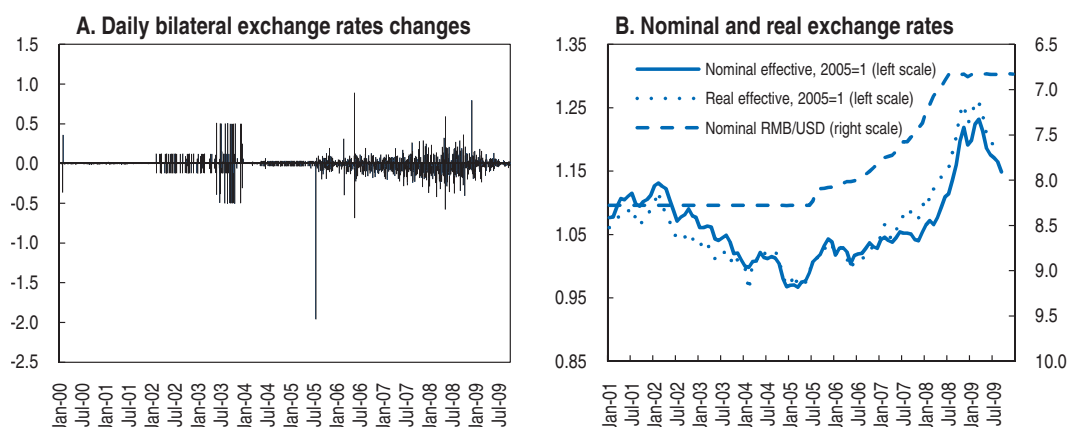 A. Daily bilateral exchange rates changes
1.5
1.0
0.5
0.0
-0.5
-1.0
-1.5
-2.0
-2.5
Jan-00
Jul-00
Jan-01
Jul-01
Jan-02
Jul-02
Jan-03
Jul-03
Jan-04
Jul-04
Jan-05
Jul-05
Jan-06
Jul-06
Jan-07
Jul-07
Jan-08
Jul-08
Jan-09
Jul-09
B. Nominal and real exchange rates
1.35
1.25
1.15
1.05
0.95
0.85
Nominal effective, 2005=1 (left scale)
Real effective, 2005=1 (left scale)
Nominal RMB/USD (right scale)
6.5
7.0
7.5
8.0
8.5
9.0
9.5
10.0
Jan-01
Jul-01
Jan-02
Jul-02
Jan-03
Jul-03
Jan-04
Jul-04
Jan-05
Jul-05
Jan-06
Jul-06
Jan-07
Jul-07
Jan-08
Jul-08
Jan-09
Jul-09